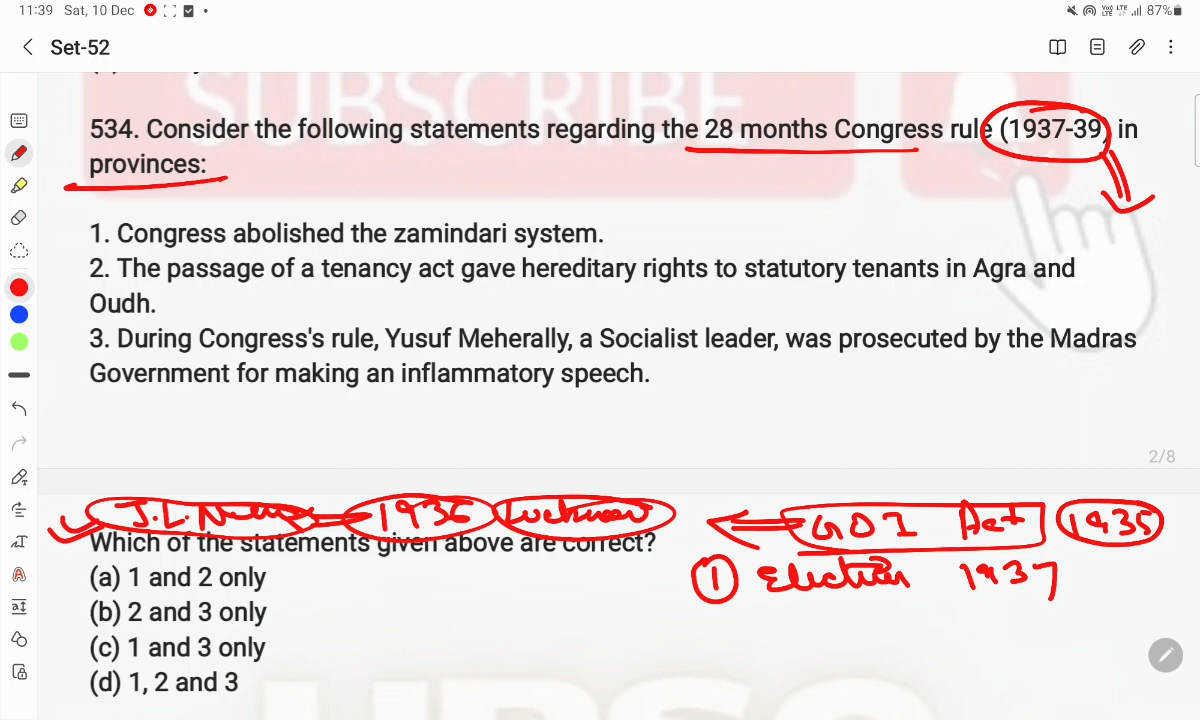 11:39 Sat, 10 Dec
87%
Set-52
SUBSCRIBE
534. Consider the following statements regarding the 28 months Congress rule (1937-39) in
provinces:
1. Congress abolished the zamindari system.
2. The passage of a tenancy act gave hereditary rights to statutory tenants in Agra and
Oudh.
3. During Congress's rule, Yusuf Meherally, a Socialist leader, was prosecuted by the Madras
Government for making an inflammatory speech.
2/8
J.L. 1936 Lucknow GOI Act 1935
Which of the statements given above are correct?
1 Election 1937
(a) 1 and 2 only
(b) 2 and 3 only
(c) 1 and 3 only
(d) 1, 2 and 3